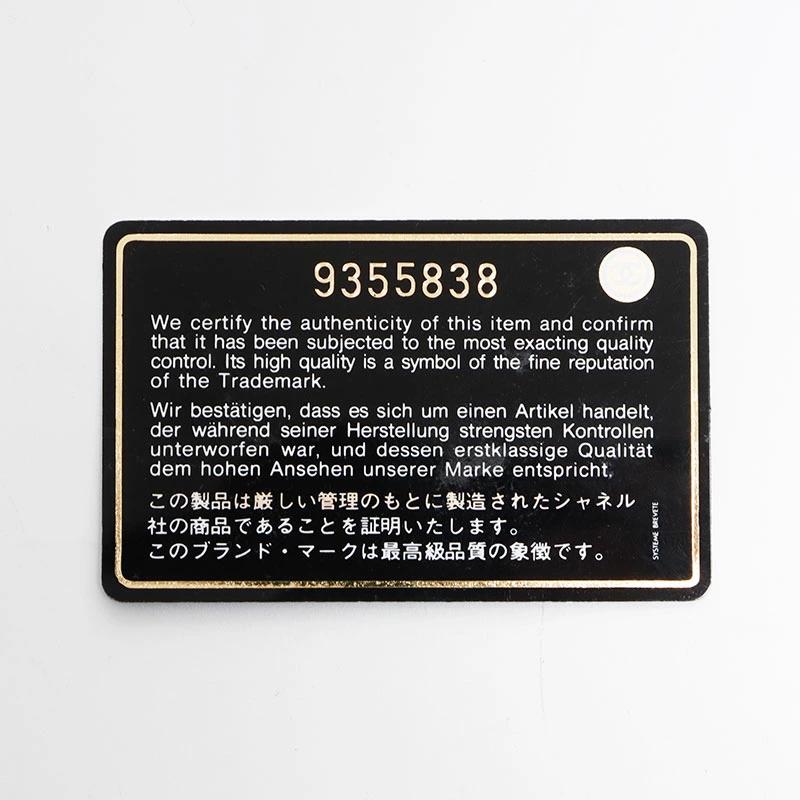 9355838
We certify the authenticity of this item and confirm
that it has been subjected to the most exacting quality
control. Its high quality is a symbol of the fine reputation
of the Trademark.
Wir bestätigen, dass es sich um einen Artikel handelt,
der während seiner Herstellung strengsten Kontrollen
unterworfen war, und dessen erstklassige Qualität
dem hohen Ansehen unserer Marke entspricht.
この製品は厳しい管理のもとに製造されたシャネル
社の商品であることを証明いたします。
このブランド・マークは最高級品質の象徴です。
SYSTEME BREVETE